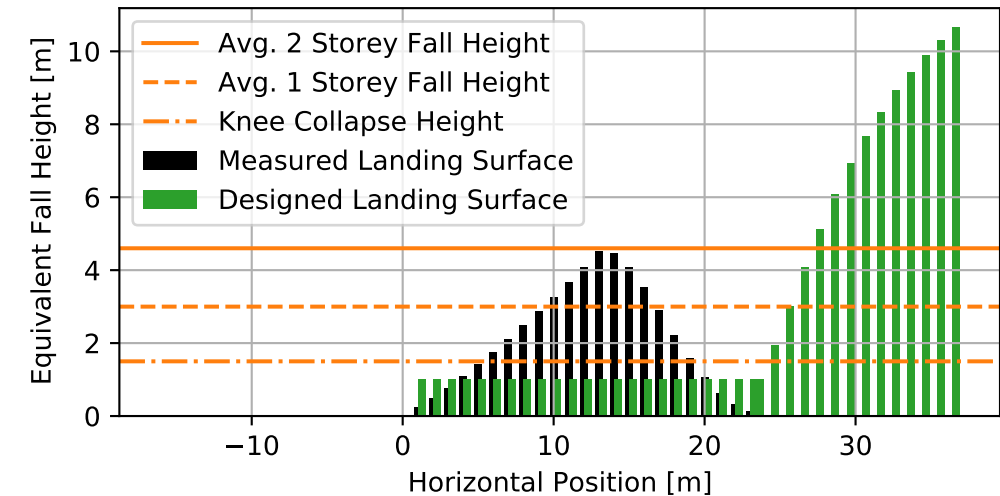 Equivalent Fall Height [m]
10
8
6
4
2
0
Avg. 2 Storey Fall Height
Avg. 1 Storey Fall Height
Knee Collapse Height
Measured Landing Surface
Designed Landing Surface
−10 0 10 20 30
Horizontal Position [m]